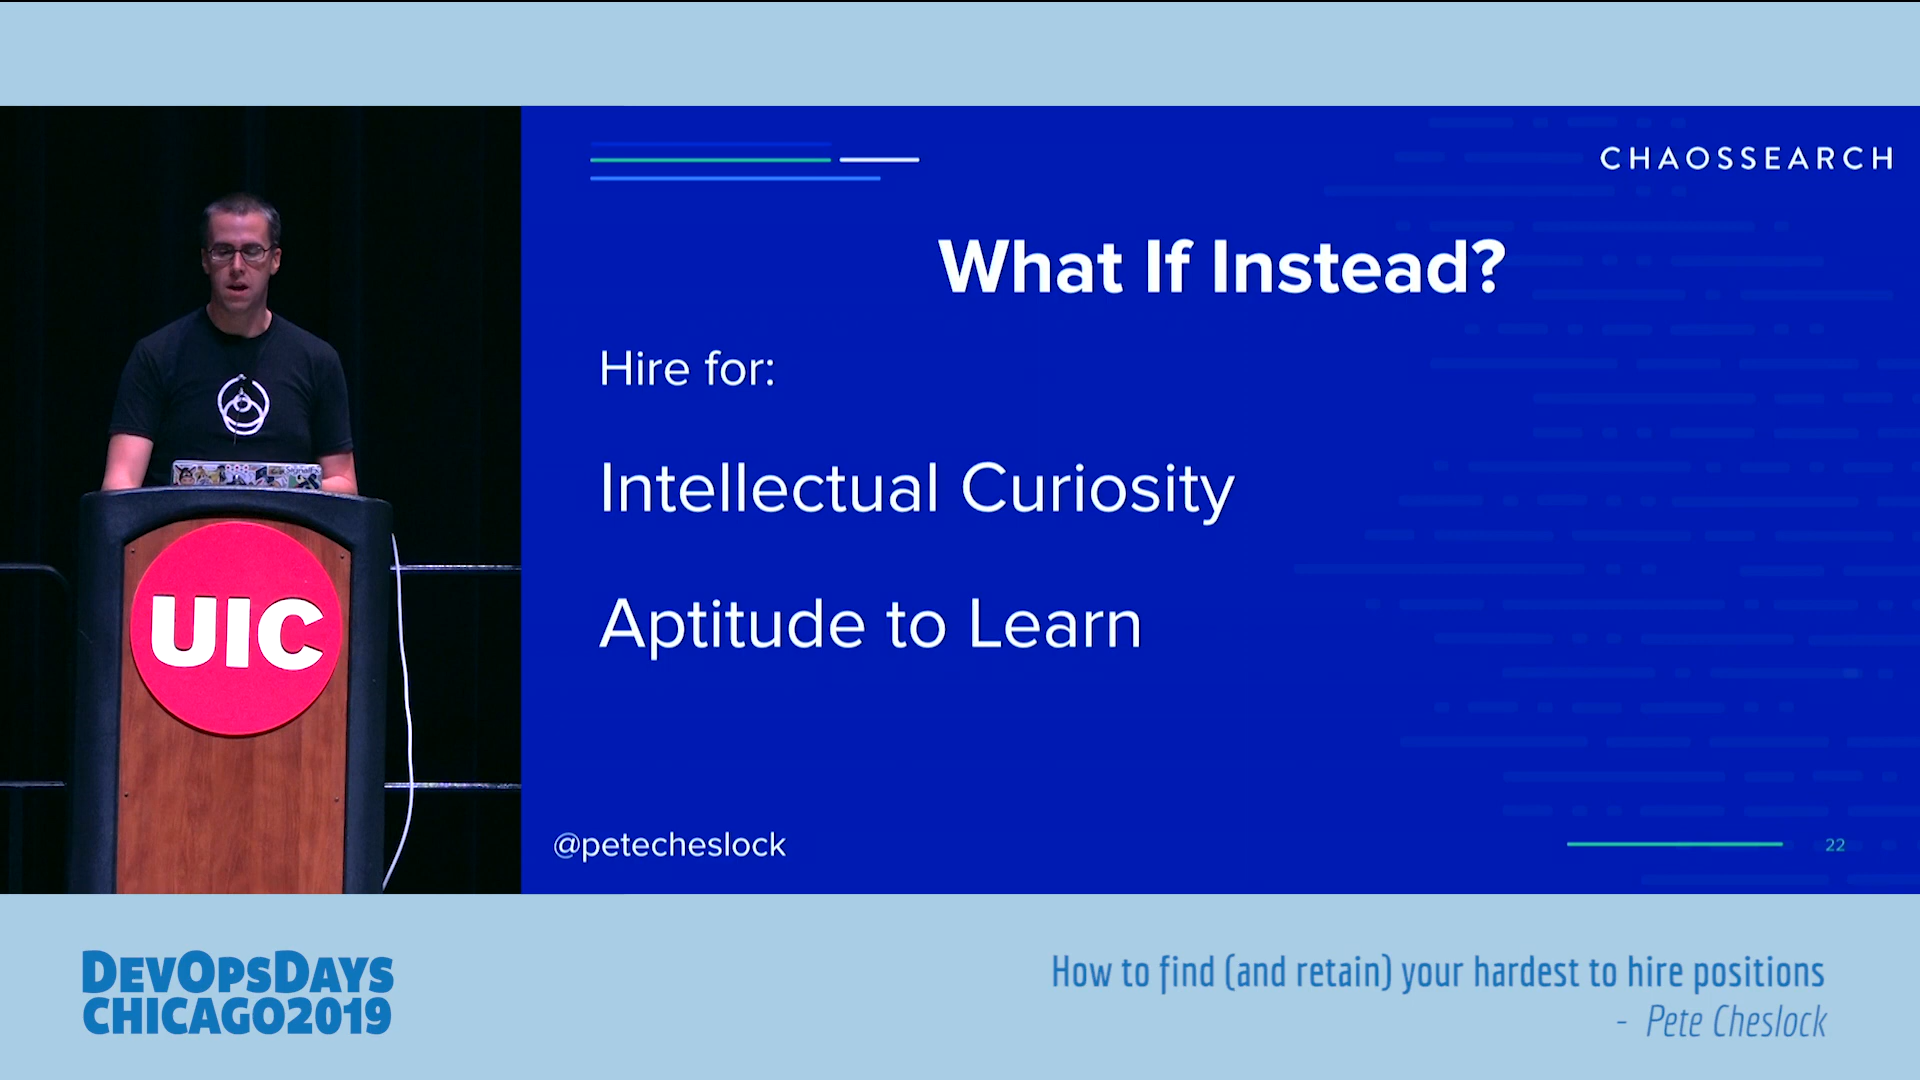 CHAOSSEARCH
What If Instead?
Hire for:
Intellectual Curiosity
Aptitude to Learn
@petecheslock
22
UIC
DEVOPSDAYS
CHICAGO2019
How to find (and retain) your hardest to hire positions
- Pete Cheslock